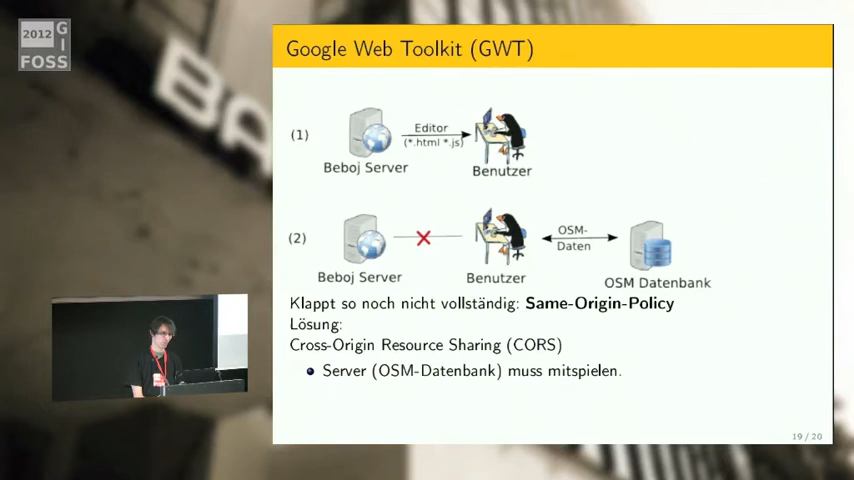 2012
GI
FOSS
BA
Google Web Toolkit (GWT)
(1)
Editor
(*.html *.js)
Beboj Server
Benutzer
(2)
OSM-
Daten
Beboj Server
Benutzer
OSM Datenbank
Klappt so noch nicht vollständig: Same-Origin-Policy
Lösung:
Cross-Origin Resource Sharing (CORS)
Server (OSM-Datenbank) muss mitspielen.
19 / 20